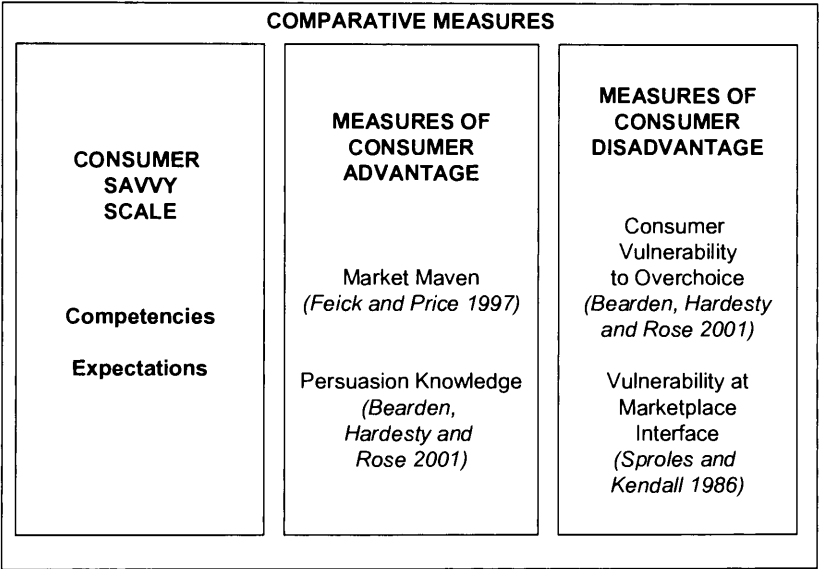 COMPARATIVE MEASURES
CONSUMER
SAVVY
SCALE
Competencies
Expectations
MEASURES OF
CONSUMER
ADVANTAGE
Market Maven
(Feick and Price 1997)
Persuasion Knowledge
(Bearden,
Hardesty and
Rose 2001)
MEASURES OF
CONSUMER
DISADVANTAGE
Consumer
Vulnerability
to Overchoice
(Bearden, Hardesty
and Rose 2001)
Vulnerability at
Marketplace
Interface
(Sproles and
Kendall 1986)